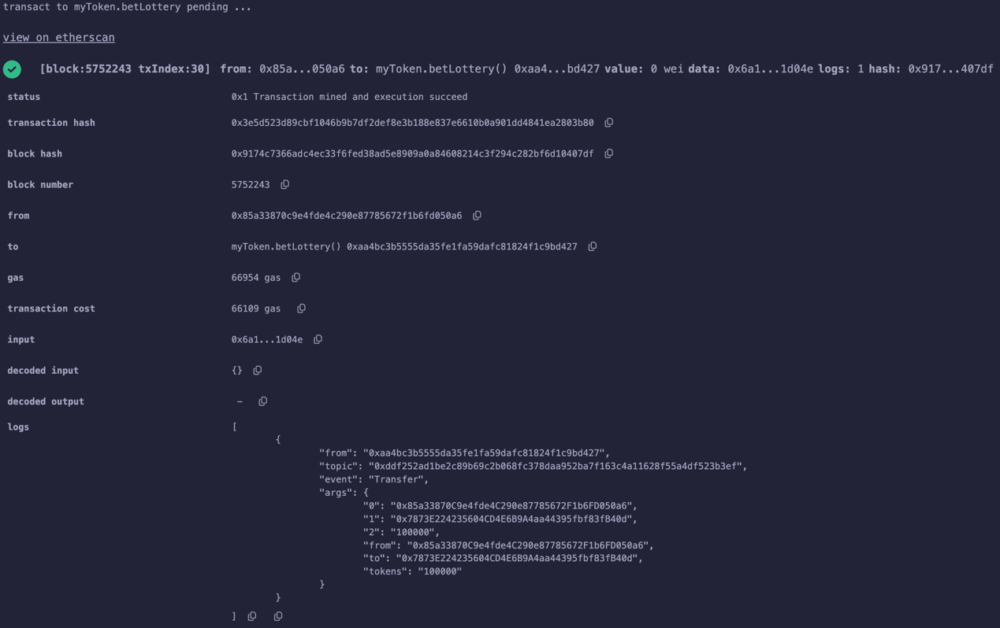 transact to myToken.betLottery pending ...
view on etherscan
[block:5752243 txIndex:30] from: 0x85a...050a6 to: myToken.betLottery() 0xaa4...bd427 value: 0 wei data: 0x6a1...1d04e logs: 1 hash: 0x917...407df
status 0x1 Transaction mined and execution succeed
transaction hash 0x3e5d523d89cbf1046b9b7df2def8e3b188e837e6610b0a901dd4841ea2803b80
block hash 0x9174c7366adc4ec33f6fed38ad5e8909a0a84608214c3f294c282bf6d10407df
block number 5752243
from 0x85a33870c9e4fde4c290e87785672f1b6fd050a6
to myToken.betLottery() 0xaa4bc3b5555da35fe1fa59dafc81824f1c9bd427
gas 66954 gas
transaction cost 66109 gas
input 0x6a1...1d04e
decoded input {}
decoded output –
logs [
{
"from": "0xaa4bc3b5555da35fe1fa59dafc81824f1c9bd427",
"topic": "0xddf252ad1be2c89b69c2b068fc378daa952ba7f163c4a11628f55a4df523b3ef",
"event": "Transfer",
"args": {
"0": "0x85a33870C9e4fde4C290e87785672F1b6FD050a6",
"1": "0x7873E224235604CD4E6B9A4aa44395fbf83fB40d",
"2": "100000",
"from": "0x85a33870C9e4fde4C290e87785672F1b6FD050a6",
"to": "0x7873E224235604CD4E6B9A4aa44395fbf83fB40d",
"tokens": "100000"
}
}
]